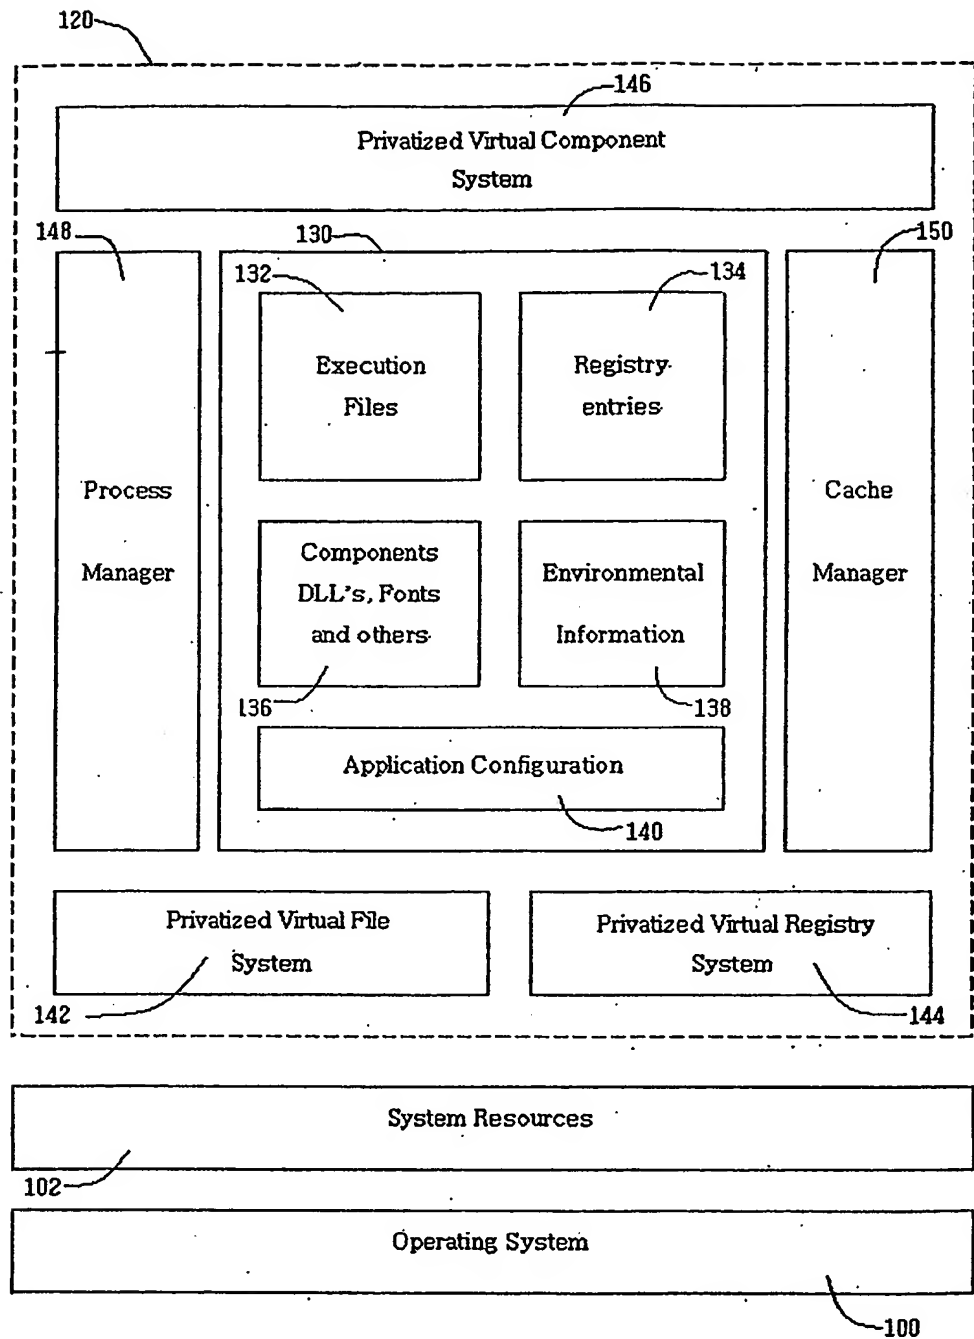 120
146
Privatized Virtual Component
System
148
130
150
132
134
Execution
Files
Registry
entries
Process
Manager
Cache
Manager
Components
DLL's, Fonts
and others
Environmental
Information
136
138
Application Configuration
140
Privatized Virtual File
System
Privatized Virtual Registry
System
142
144
System Resources
102
Operating System
100